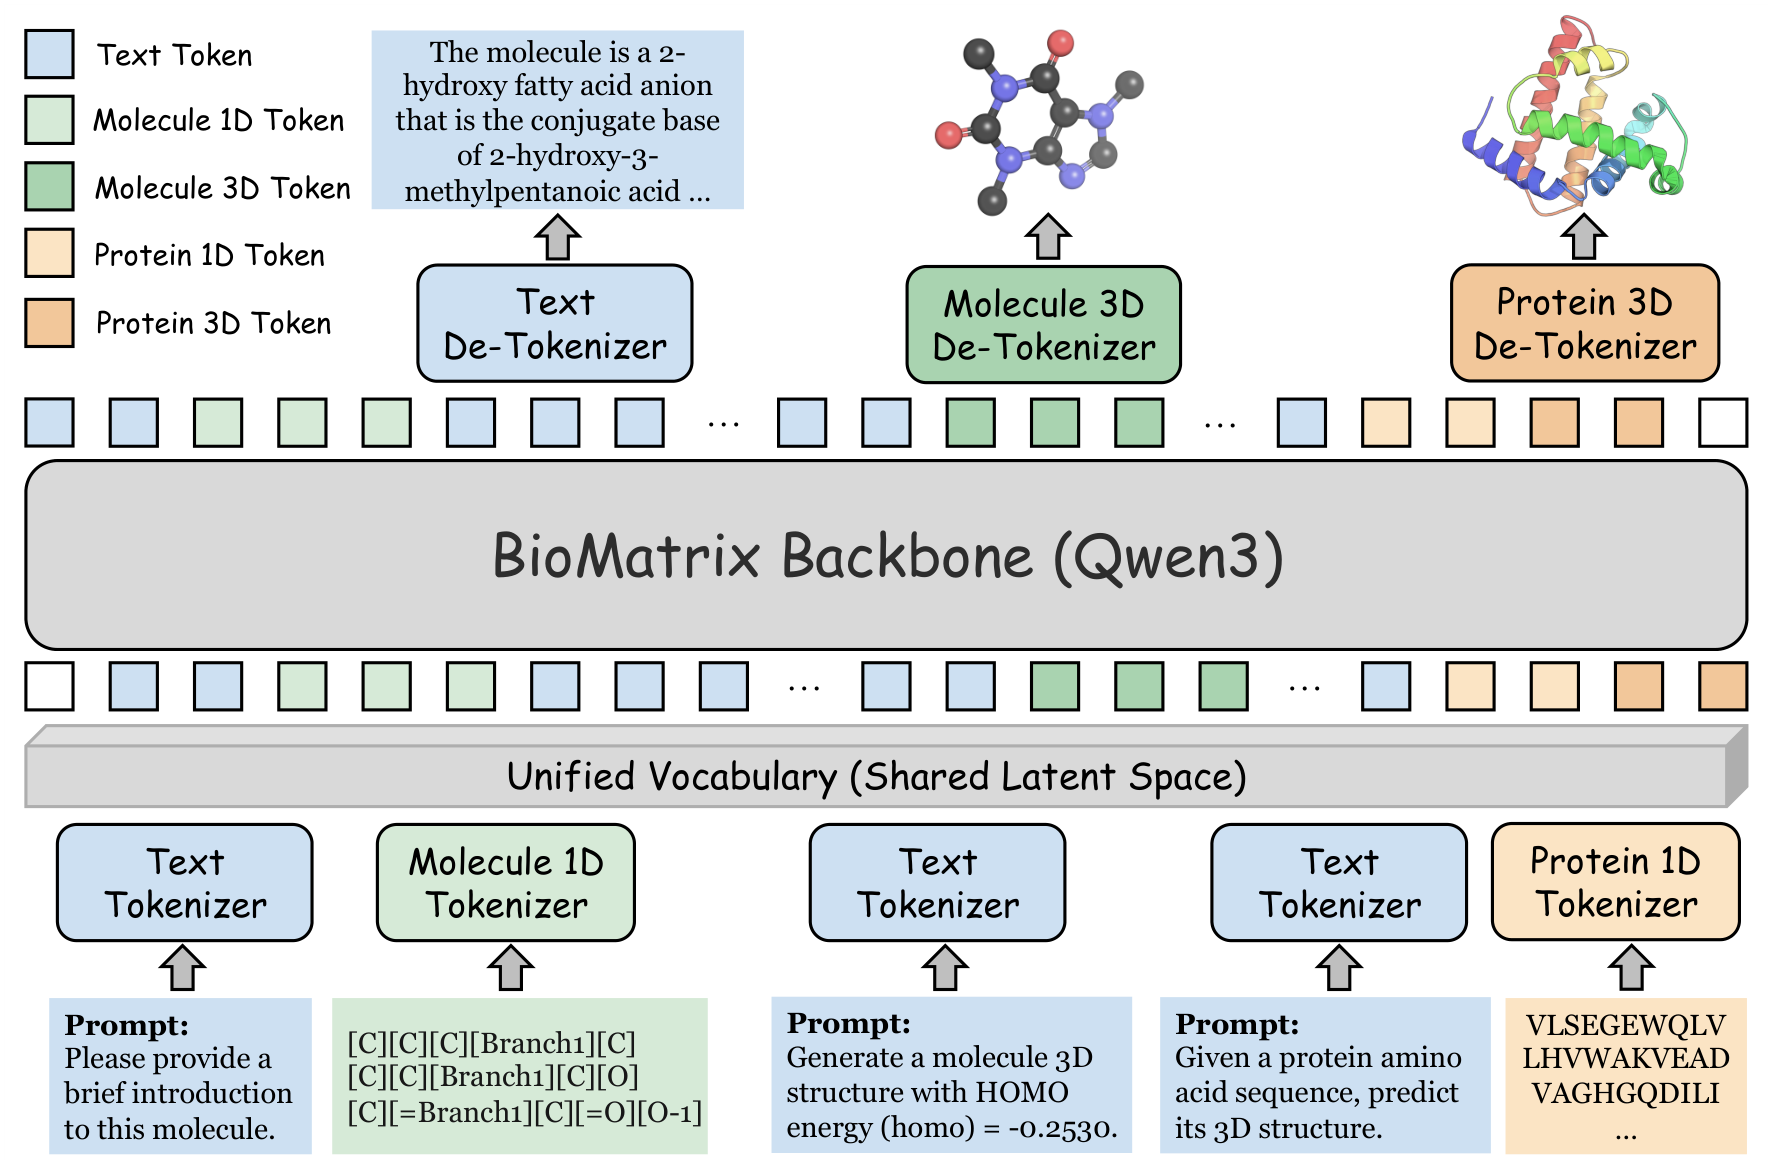 Text Token
Molecule 1D Token
Molecule 3D Token
Protein 1D Token
Protein 3D Token
The molecule is a 2-
hydroxy fatty acid anion
that is the conjugate base
of 2-hydroxy-3-
methylpentanoic acid ...
Text
De-Tokenizer
Molecule 3D
De-Tokenizer
Protein 3D
De-Tokenizer
...
...
BioMatrix Backbone (Qwen3)
...
...
Unified Vocabulary (Shared Latent Space)
Text
Tokenizer
Molecule 1D
Tokenizer
Text
Tokenizer
Text
Tokenizer
Protein 1D
Tokenizer
Prompt:
Please provide a
brief introduction
to this molecule.
[C][C][C][Branch1][C]
[C][C][Branch1][C][O]
[C][=Branch1][C][=O][O-1]
Prompt:
Generate a molecule 3D
structure with HOMO
energy (homo) = -0.2530.
Prompt:
Given a protein amino
acid sequence, predict
its 3D structure.
VLSEGEWQLV
LHVWAKVEAD
VAGHGQDILI
...